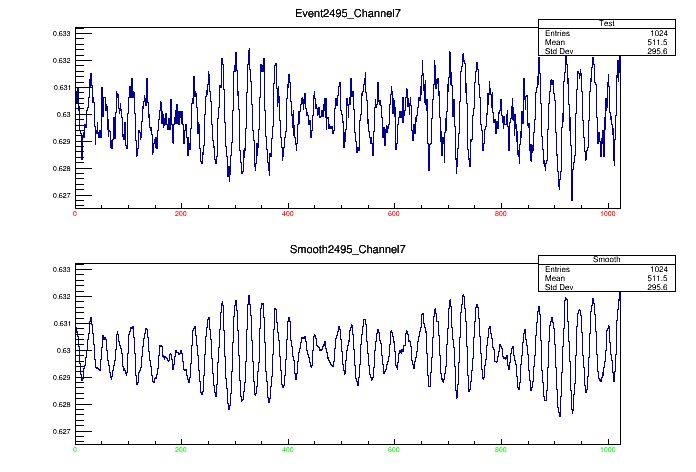 Event2495_Channel7
Test
Entries 1024
Mean 511.5
Std Dev 295.6
0.633
0.632
0.631
0.63
0.629
0.628
0.627
0 200 400 600 800 1000
Smooth2495_Channel7
Smooth
Entries 1024
Mean 511.5
Std Dev 295.6
0.633
0.632
0.631
0.63
0.629
0.628
0.627
0 200 400 600 800 1000